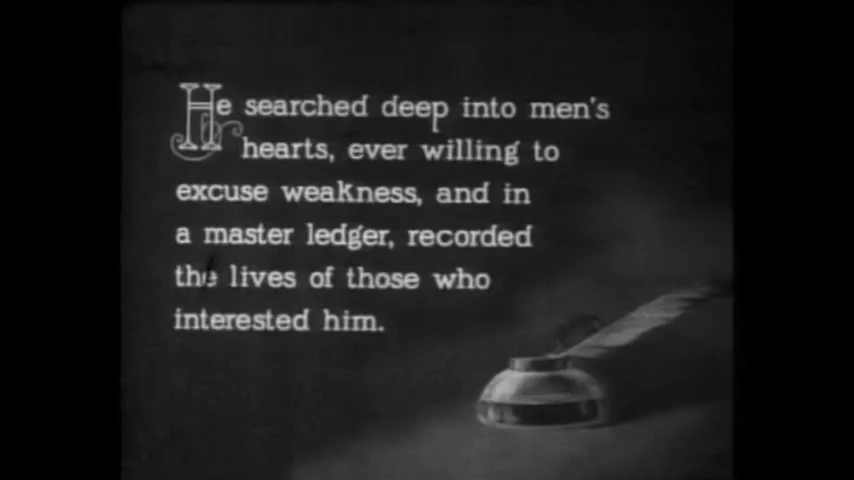 He searched deep into men's
hearts, ever willing to
excuse weakness, and in
a master ledger, recorded
the lives of those who
interested him.